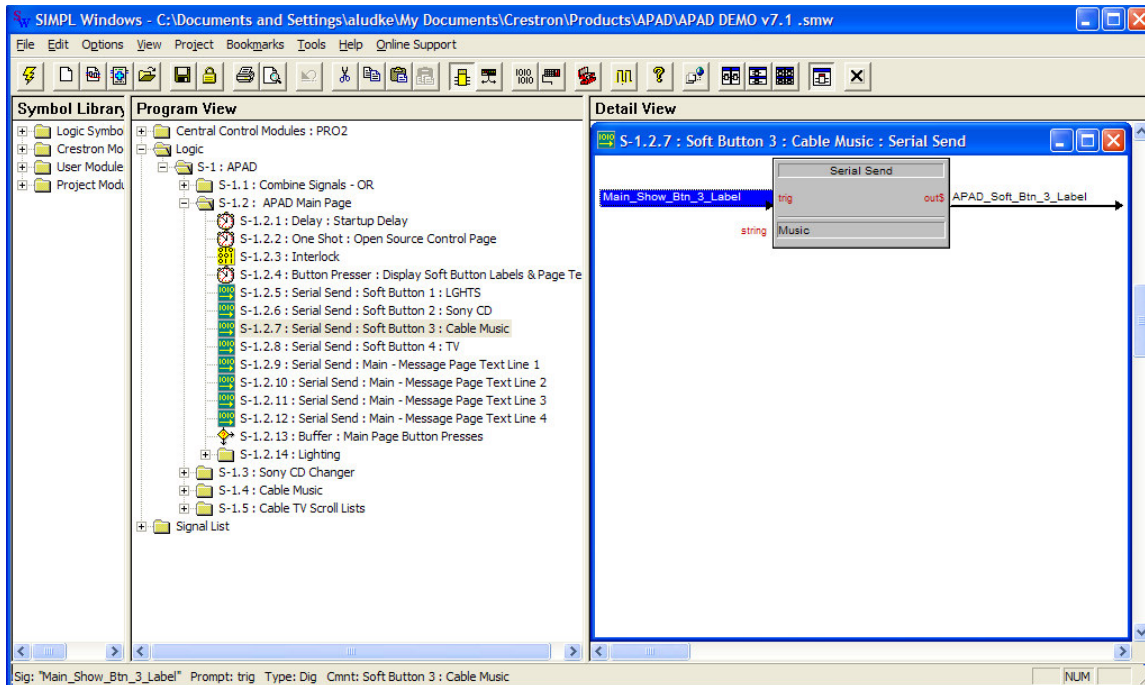 SIMPL Windows - C:\Documents and Settings\aludke\My Documents\Crestron\Products\APAD\APAD DEMO v7.1 .smw
File Edit Options View Project Bookmarks Tools Help Online Support
Symbol Library
Logic Symbo
Crestron Mo
User Module
Project Modu
Program View
Central Control Modules : PRO2
Logic
S-1 : APAD
S-1.1 : Combine Signals - OR
S-1.2 : APAD Main Page
S-1.2.1 : Delay : Startup Delay
S-1.2.2 : One Shot : Open Source Control Page
S-1.2.3 : Interlock
S-1.2.4 : Button Presser : Display Soft Button Labels & Page Te
S-1.2.5 : Serial Send : Soft Button 1 : LGHTS
S-1.2.6 : Serial Send : Soft Button 2 : Sony CD
S-1.2.7 : Serial Send : Soft Button 3 : Cable Music
S-1.2.8 : Serial Send : Soft Button 4 : TV
S-1.2.9 : Serial Send : Main - Message Page Text Line 1
S-1.2.10 : Serial Send : Main - Message Page Text Line 2
S-1.2.11 : Serial Send : Main - Message Page Text Line 3
S-1.2.12 : Serial Send : Main - Message Page Text Line 4
S-1.2.13 : Buffer : Main Page Button Presses
S-1.2.14 : Lighting
S-1.3 : Sony CD Changer
S-1.4 : Cable Music
S-1.5 : Cable TV Scroll Lists
Signal List
Detail View
S-1.2.7 : Soft Button 3 : Cable Music : Serial Send
Serial Send
Main_Show_Btn_3_Label trig out$ APAD_Soft_Btn_3_Label
string Music
Sig: "Main_Show_Btn_3_Label" Prompt: trig Type: Dig Cmnt: Soft Button 3 : Cable Music
NUM